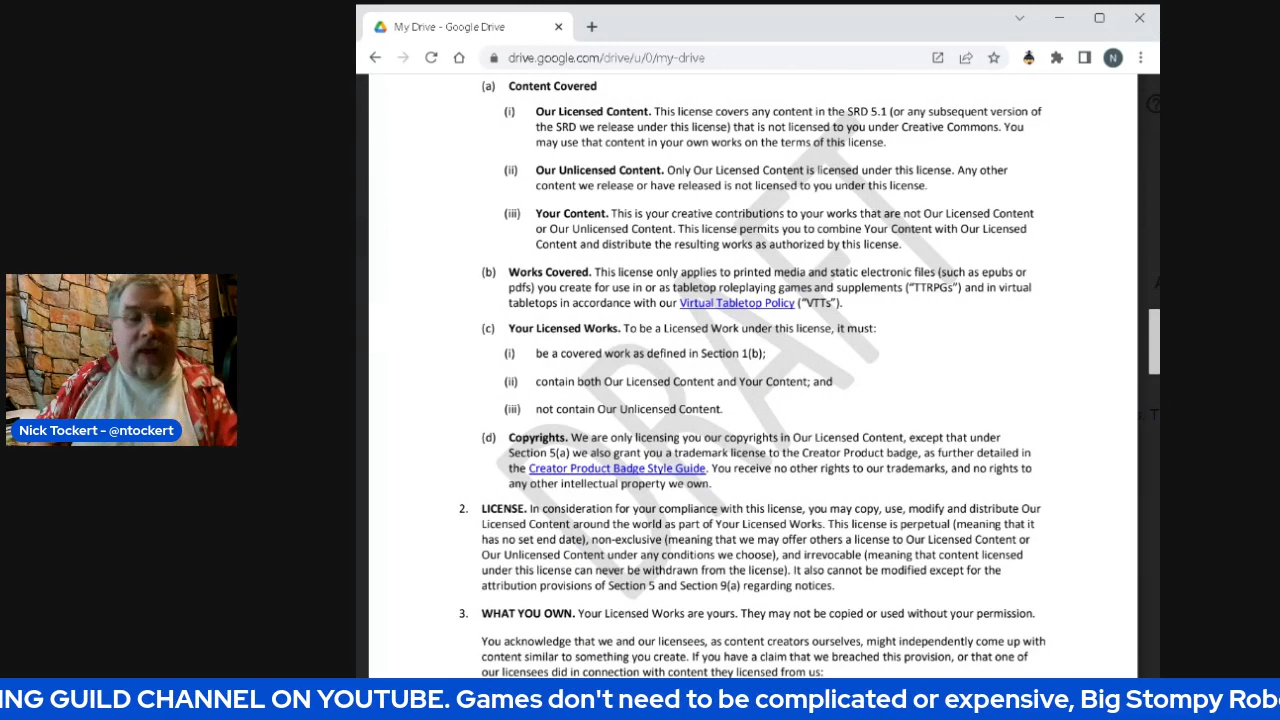 My Drive - Google Drive
drive.google.com/drive/u/0/my-drive
N
(a) Content Covered
(i) Our Licensed Content. This license covers any content in the SRD 5.1 (or any subsequent version of
the SRD we release under this license) that is not licensed to you under Creative Commons. You
may use that content in your own works on the terms of this license.
(ii) Our Unlicensed Content. Only Our Licensed Content is licensed under this license. Any other
content we release or have released is not licensed to you under this license.
(iii) Your Content. This is your creative contributions to your works that are not Our Licensed Content
or Our Unlicensed Content. This license permits you to combine Your Content with Our Licensed
Content and distribute the resulting works as authorized by this license.
(b) Works Covered. This license only applies to printed media and static electronic files (such as epubs or
pdfs) you create for use in or as tabletop roleplaying games and supplements (“TTRPGs”) and in virtual
tabletops in accordance with our Virtual Tabletop Policy (“VTTs”).
(c) Your Licensed Works. To be a Licensed Work under this license, it must:
(i) be a covered work as defined in Section 1(b);
(ii) contain both Our Licensed Content and Your Content; and
(iii) not contain Our Unlicensed Content.
(d) Copyrights. We are only licensing you our copyrights in Our Licensed Content, except that under
Section 5(a) we also grant you a trademark license to the Creator Product badge, as further detailed in
the Creator Product Badge Style Guide. You receive no other rights to our trademarks, and no rights to
any other intellectual property we own.
2. LICENSE. In consideration for your compliance with this license, you may copy, use, modify and distribute Our
Licensed Content around the world as part of Your Licensed Works. This license is perpetual (meaning that it
has no set end date), non-exclusive (meaning that we may offer others a license to Our Licensed Content or
Our Unlicensed Content under any conditions we choose), and irrevocable (meaning that content licensed
under this license can never be withdrawn from the license). It also cannot be modified except for the
attribution provisions of Section 5 and Section 9(a) regarding notices.
3. WHAT YOU OWN. Your Licensed Works are yours. They may not be copied or used without your permission.
You acknowledge that we and our licensees, as content creators ourselves, might independently come up with
content similar to something you create. If you have a claim that we breached this provision, or that one of
our licensees did in connection with content they licensed from us:
DRAFT
Nick Tockert - @ntockert
ING GUILD CHANNEL ON YOUTUBE. Games don't need to be complicated or expensive, Big Stompy Rob